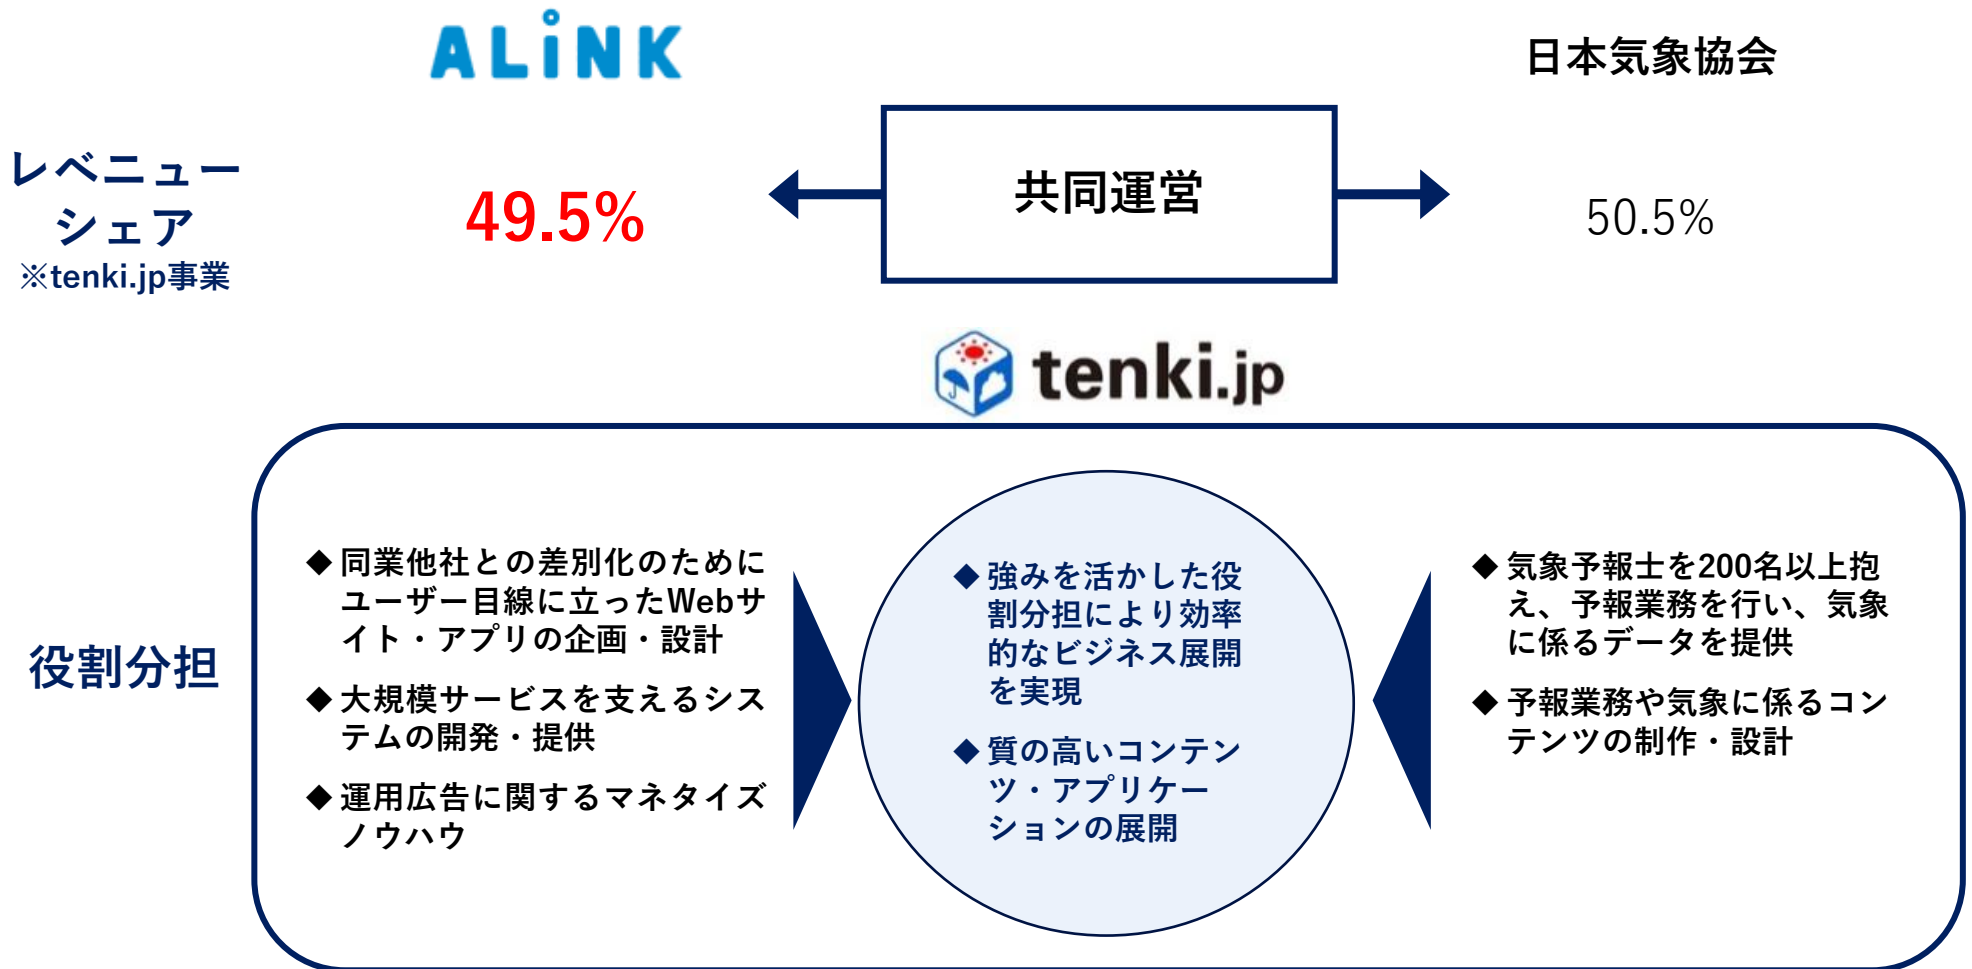 ALiNK
日本気象協会
レベニュー
シェア
※tenki.jp事業
49.5%
共同運営
50.5%
tenki.jp
役割分担
◆同業他社との差別化のために
ユーザー目線に立ったWebサ
イト・アプリの企画・設計
◆大規模サービスを支えるシス
テムの開発・提供
◆運用広告に関するマネタイズ
ノウハウ
◆強みを活かした役
割分担により効率
的なビジネス展開
を実現
◆質の高いコンテン
ツ・アプリケー
ションの展開
◆気象予報士を200名以上抱
え、予報業務を行い、気象
に係るデータを提供
◆予報業務や気象に係るコン
テンツの制作・設計